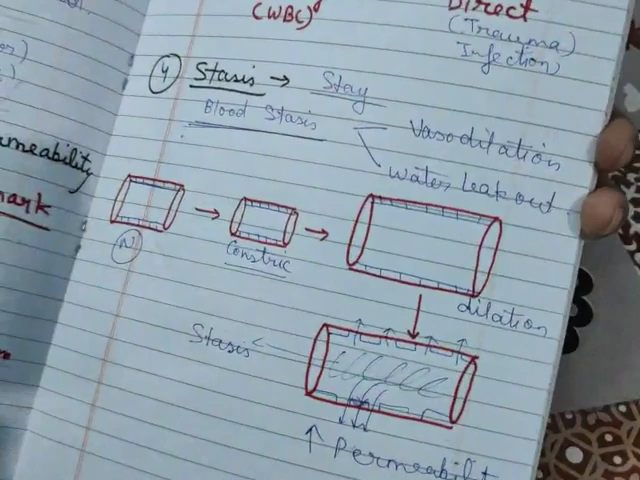 (WBC)
Direct
(Trauma)
Infection)
④ Stasis → Stay
Blood Stasis
Vasodilation
Water leak out
meability
mark
N
Constric
dilation
Stasis
↑ Permeabilit